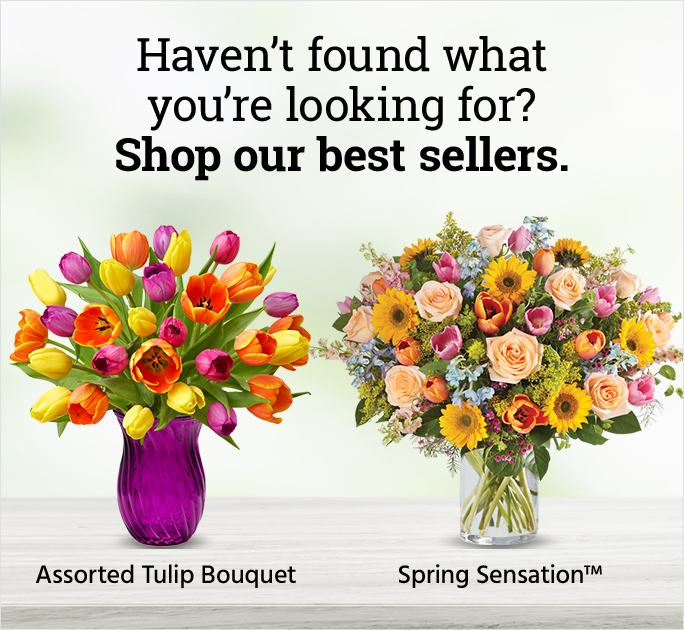 Haven’t found what
you’re looking for?
Shop our best sellers.
Assorted Tulip Bouquet
Spring Sensation™